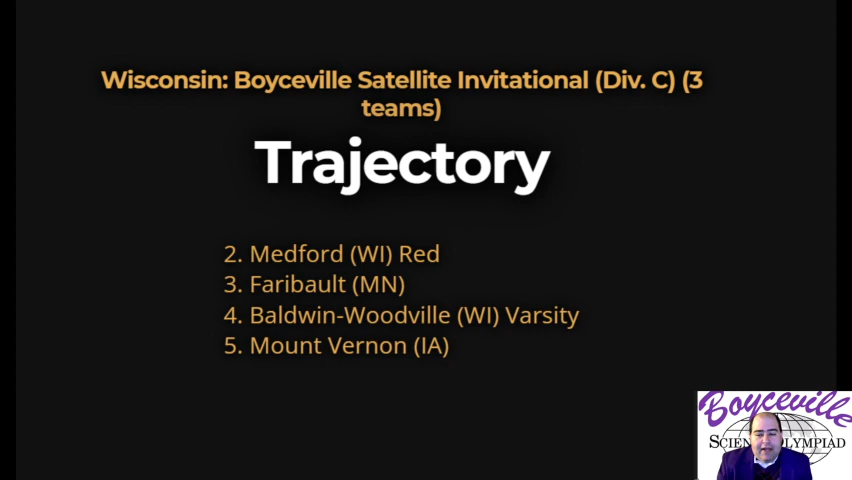 Wisconsin: Boyceville Satellite Invitational (Div. C) (3
teams)
Trajectory
2. Medford (WI) Red
3. Faribault (MN)
4. Baldwin-Woodville (WI) Varsity
5. Mount Vernon (IA)
Boyceville